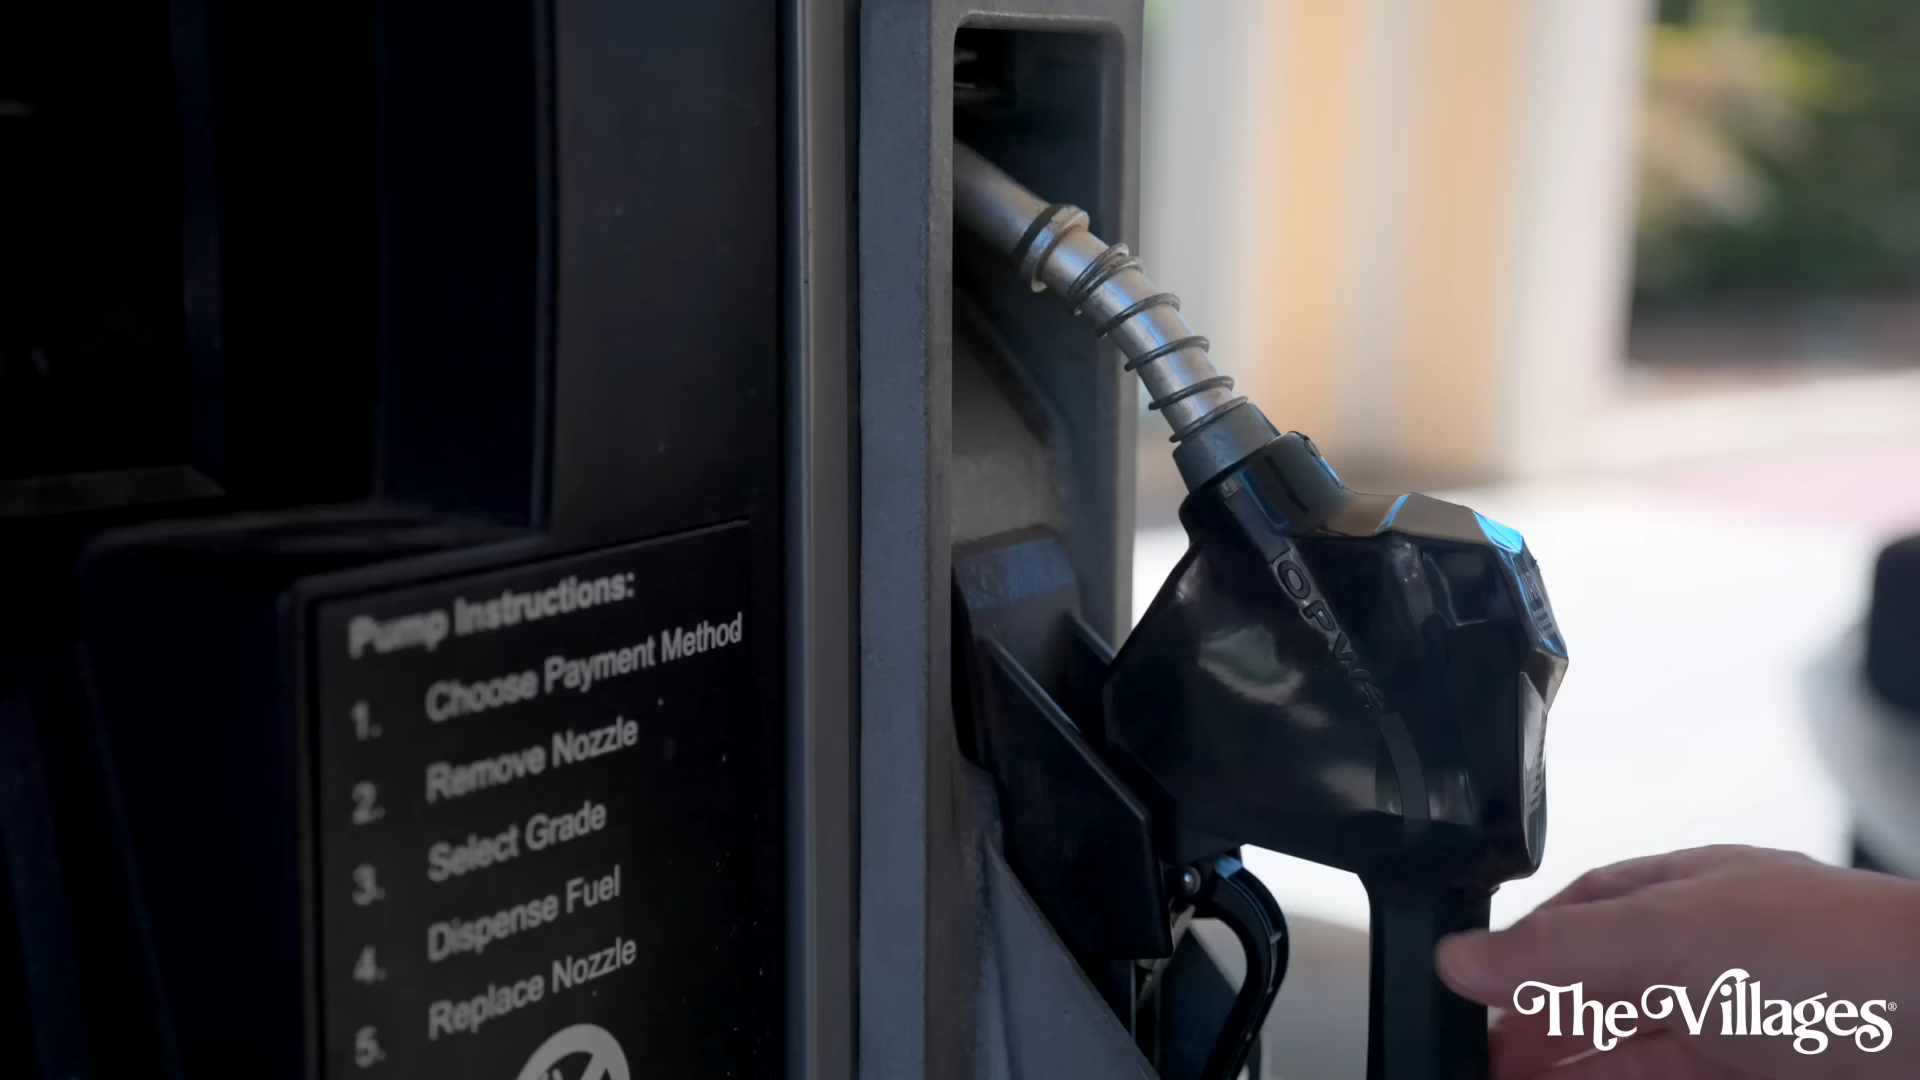 Pump Instructions:
1. Choose Payment Method
2. Remove Nozzle
3. Select Grade
4. Dispense Fuel
5. Replace Nozzle
OPW
The Villages®